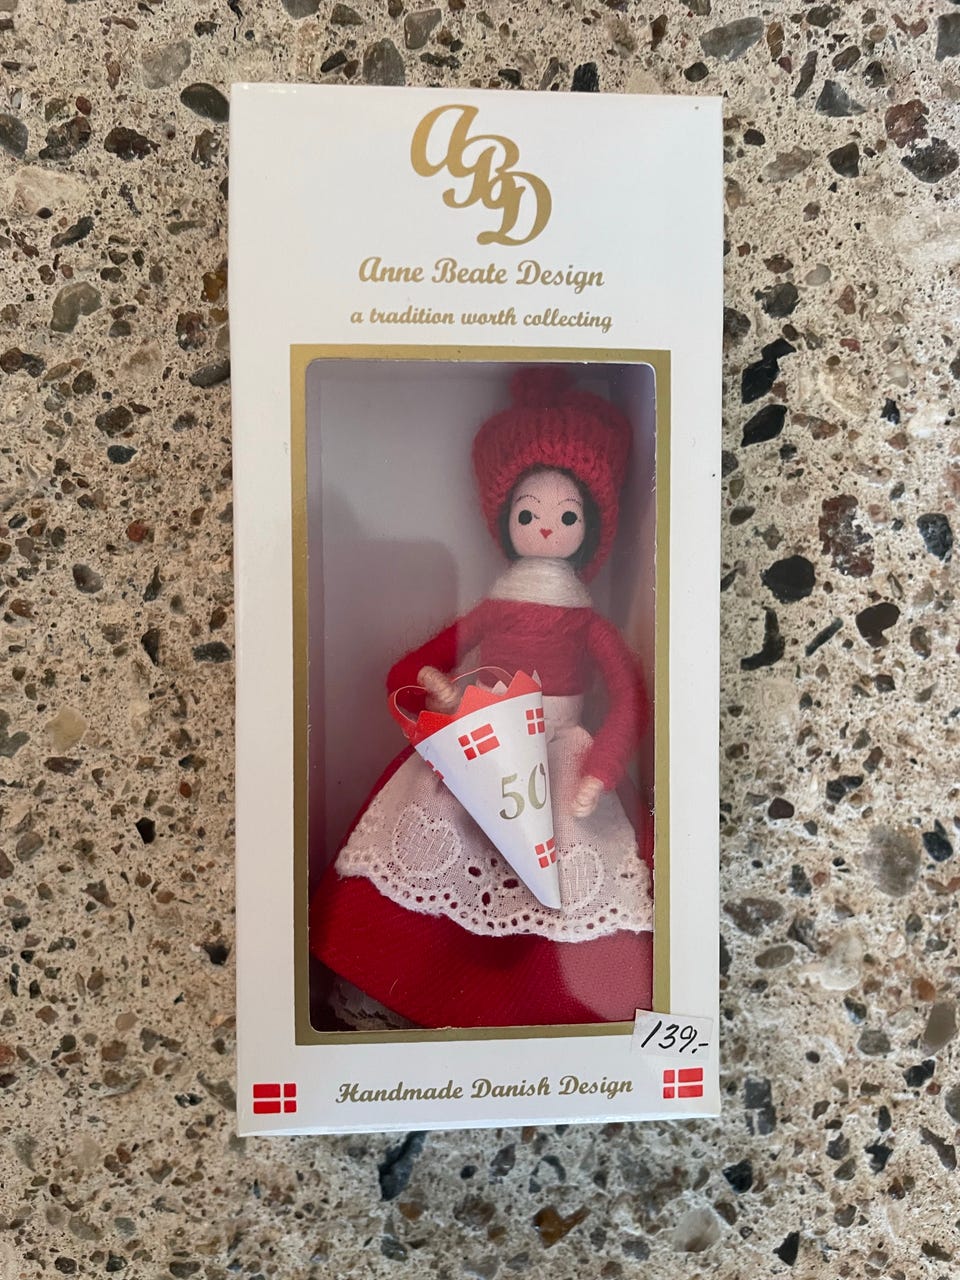 ABD
Anne Beate Design
a tradition worth collecting
50
139,-
Handmade Danish Design